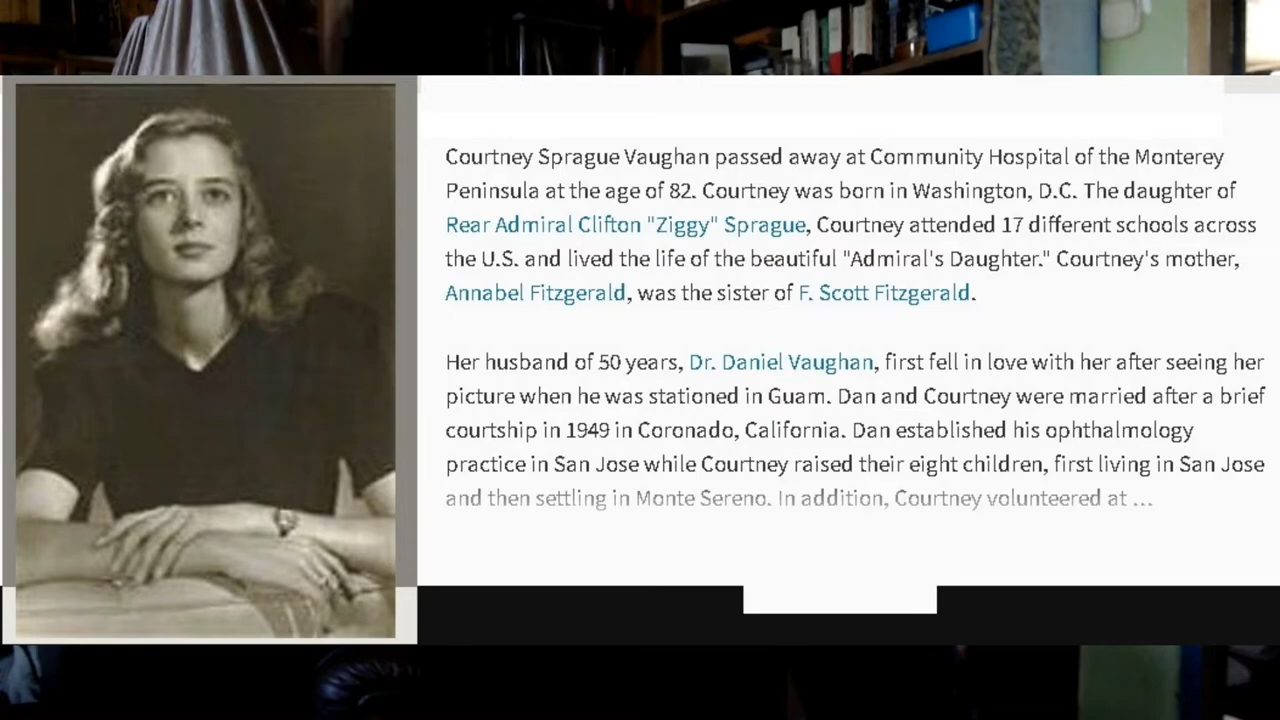 Courtney Sprague Vaughan passed away at Community Hospital of the Monterey
Peninsula at the age of 82. Courtney was born in Washington, D.C. The daughter of
Rear Admiral Clifton "Ziggy" Sprague, Courtney attended 17 different schools across
the U.S. and lived the life of the beautiful "Admiral's Daughter." Courtney's mother,
Annabel Fitzgerald, was the sister of F. Scott Fitzgerald.
Her husband of 50 years, Dr. Daniel Vaughan, first fell in love with her after seeing her
picture when he was stationed in Guam. Dan and Courtney were married after a brief
courtship in 1949 in Coronado, California. Dan established his ophthalmology
practice in San Jose while Courtney raised their eight children, first living in San Jose
and then settling in Monte Sereno. In addition, Courtney volunteered at ...